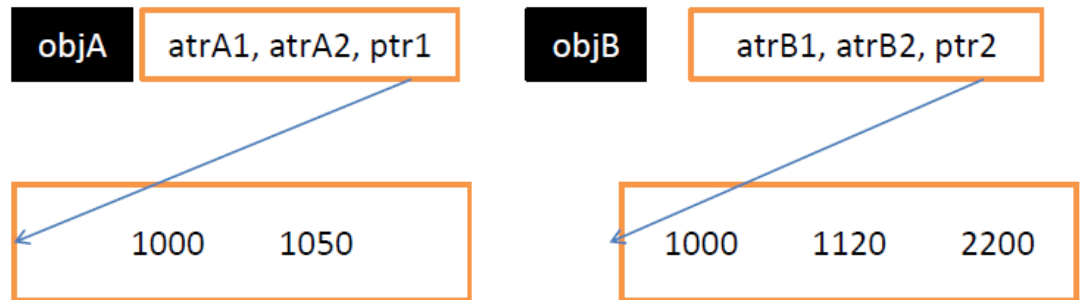 objA atrA1, atrA2, ptr1 objB atrB1, atrB2, ptr2
1000 1050 1000 1120 2200